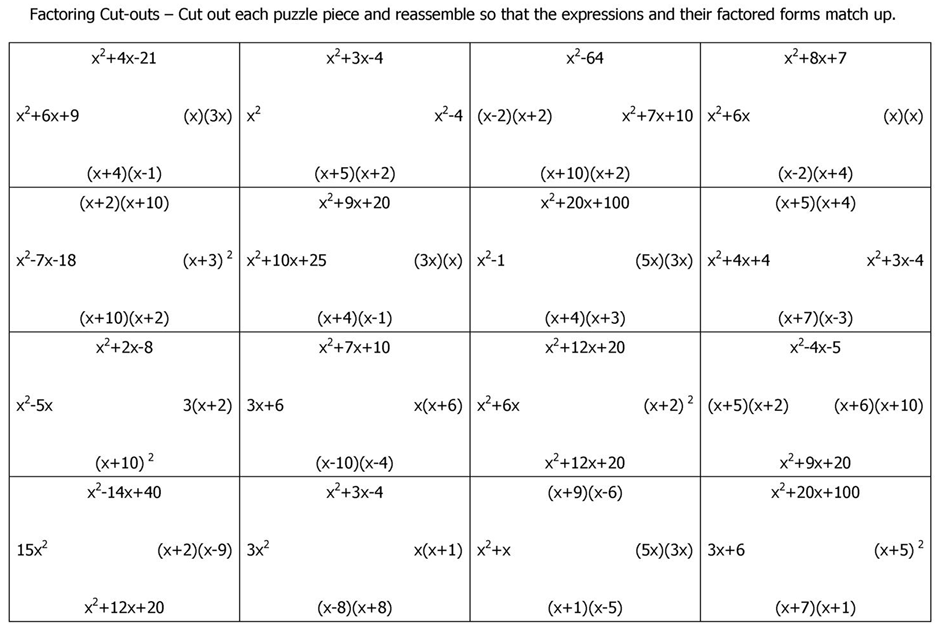 Factoring Cut-outs – Cut out each puzzle piece and reassemble so that the expressions and their factored forms match up.
x²+4x-21 x²+3x-4 x²-64 x²+8x+7
x²+6x+9 (x)(3x) x² x²-4 (x-2)(x+2) x²+7x+10 x²+6x (x)(x)
(x+4)(x-1) (x+5)(x+2) (x+10)(x+2) (x-2)(x+4)
(x+2)(x+10) x²+9x+20 x²+20x+100 (x+5)(x+4)
x²-7x-18 (x+3)² x²+10x+25 (3x)(x) x²-1 (5x)(3x) x²+4x+4 x²+3x-4
(x+10)(x+2) (x+4)(x-1) (x+4)(x+3) (x+7)(x-3)
x²+2x-8 x²+7x+10 x²+12x+20 x²-4x-5
x²-5x 3(x+2) 3x+6 x(x+6) x²+6x (x+2)² (x+5)(x+2) (x+6)(x+10)
(x+10)² (x-10)(x-4) x²+12x+20 x²+9x+20
x²-14x+40 x²+3x-4 (x+9)(x-6) x²+20x+100
15x² (x+2)(x-9) 3x² x(x+1) x²+x (5x)(3x) 3x+6 (x+5)²
x²+12x+20 (x-8)(x+8) (x+1)(x-5) (x+7)(x+1)